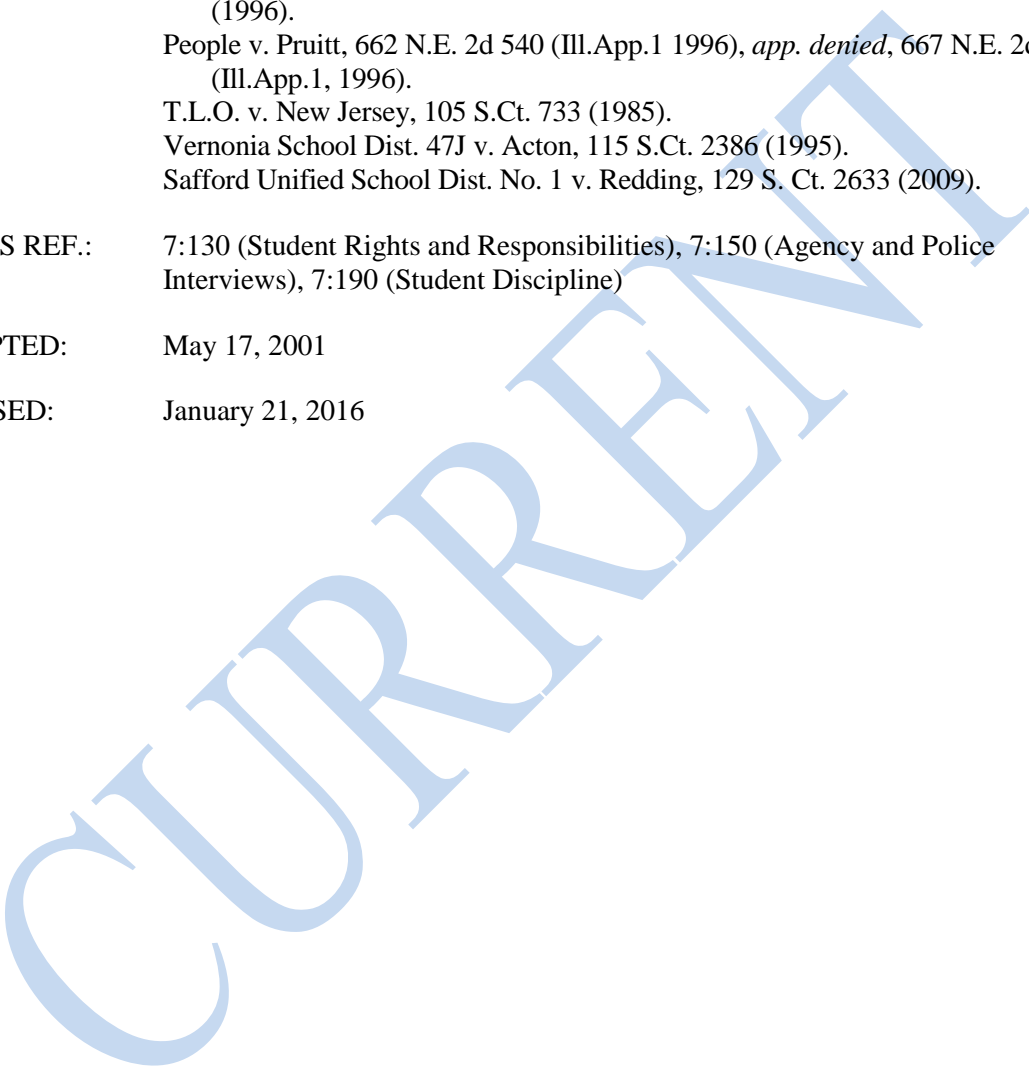 (1996).
People v. Pruitt, 662 N.E. 2d 540 (Ill.App.1 1996), app. denied, 667 N.E. 2d
(Ill.App.1, 1996).
T.L.O. v. New Jersey, 105 S.Ct. 733 (1985).
Vernonia School Dist. 47J v. Acton, 115 S.Ct. 2386 (1995).
Safford Unified School Dist. No. 1 v. Redding, 129 S. Ct. 2633 (2009).
S REF.: 7:130 (Student Rights and Responsibilities), 7:150 (Agency and Police
Interviews), 7:190 (Student Discipline)
PTED: May 17, 2001
SED: January 21, 2016
CURRENT